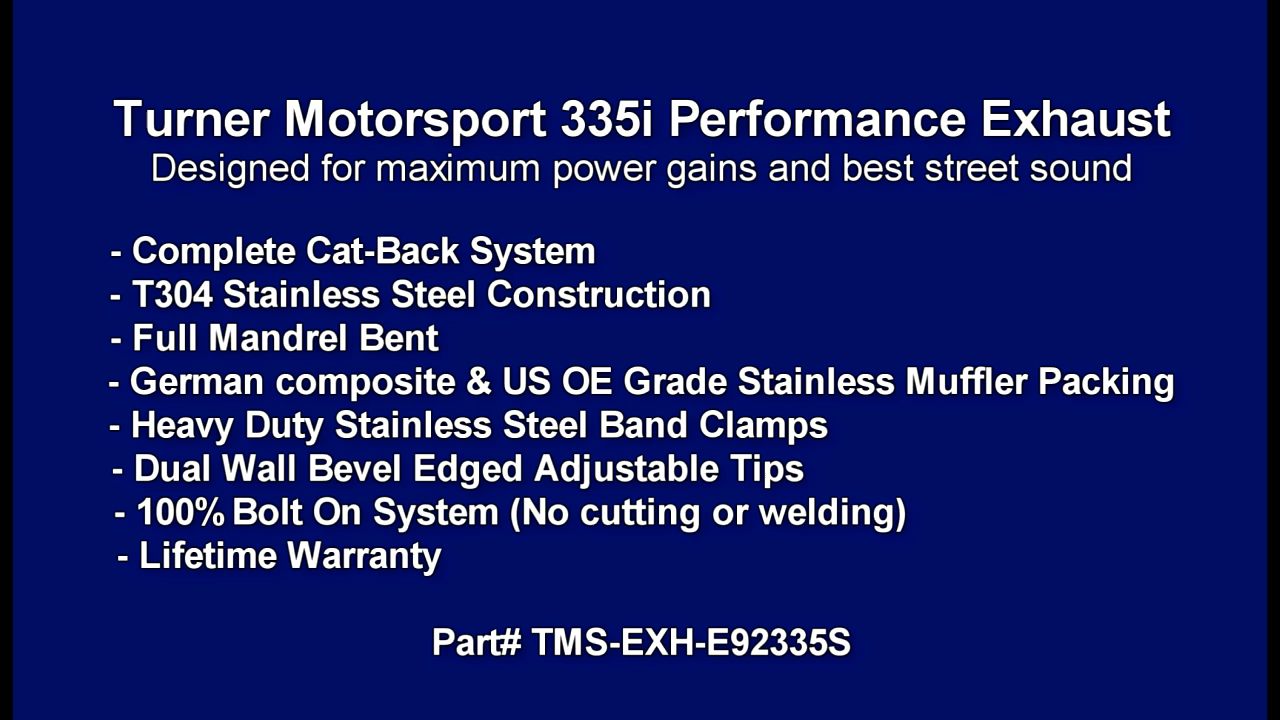 Turner Motorsport 335i Performance Exhaust
Designed for maximum power gains and best street sound
- Complete Cat-Back System
- T304 Stainless Steel Construction
- Full Mandrel Bent
- German composite & US OE Grade Stainless Muffler Packing
- Heavy Duty Stainless Steel Band Clamps
- Dual Wall Bevel Edged Adjustable Tips
- 100% Bolt On System (No cutting or welding)
- Lifetime Warranty
Part# TMS-EXH-E92335S